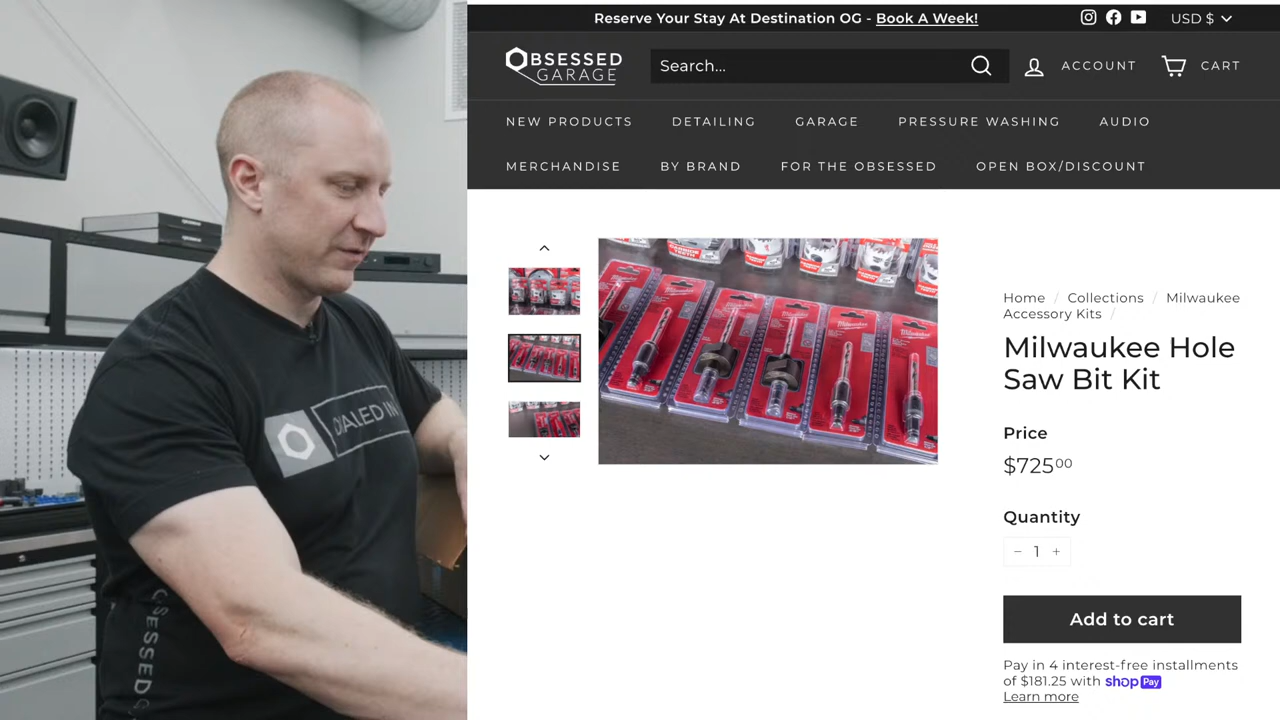 Reserve Your Stay At Destination OG - Book A Week!
USD $
OBSESSED
GARAGE
Search...
ACCOUNT
CART
NEW PRODUCTS
DETAILING
GARAGE
PRESSURE WASHING
AUDIO
MERCHANDISE
BY BRAND
FOR THE OBSESSED
OPEN BOX/DISCOUNT
Home / Collections / Milwaukee
Accessory Kits /
Milwaukee Hole
Saw Bit Kit
Price
$725.00
Quantity
− 1 +
Add to cart
Pay in 4 interest-free installments
of $181.25 with shop Pay
Learn more
DIALED IN
OBSESSED